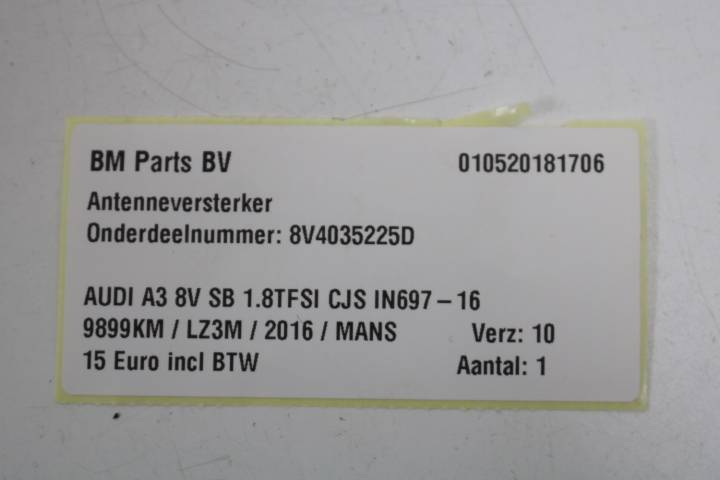 BM Parts BV 010520181706
Antenneversterker
Onderdeelnummer: 8V4035225D
AUDI A3 8V SB 1.8TFSI CJS IN697-16
9899KM / LZ3M / 2016 / MANS Verz: 10
15 Euro incl BTW Aantal: 1